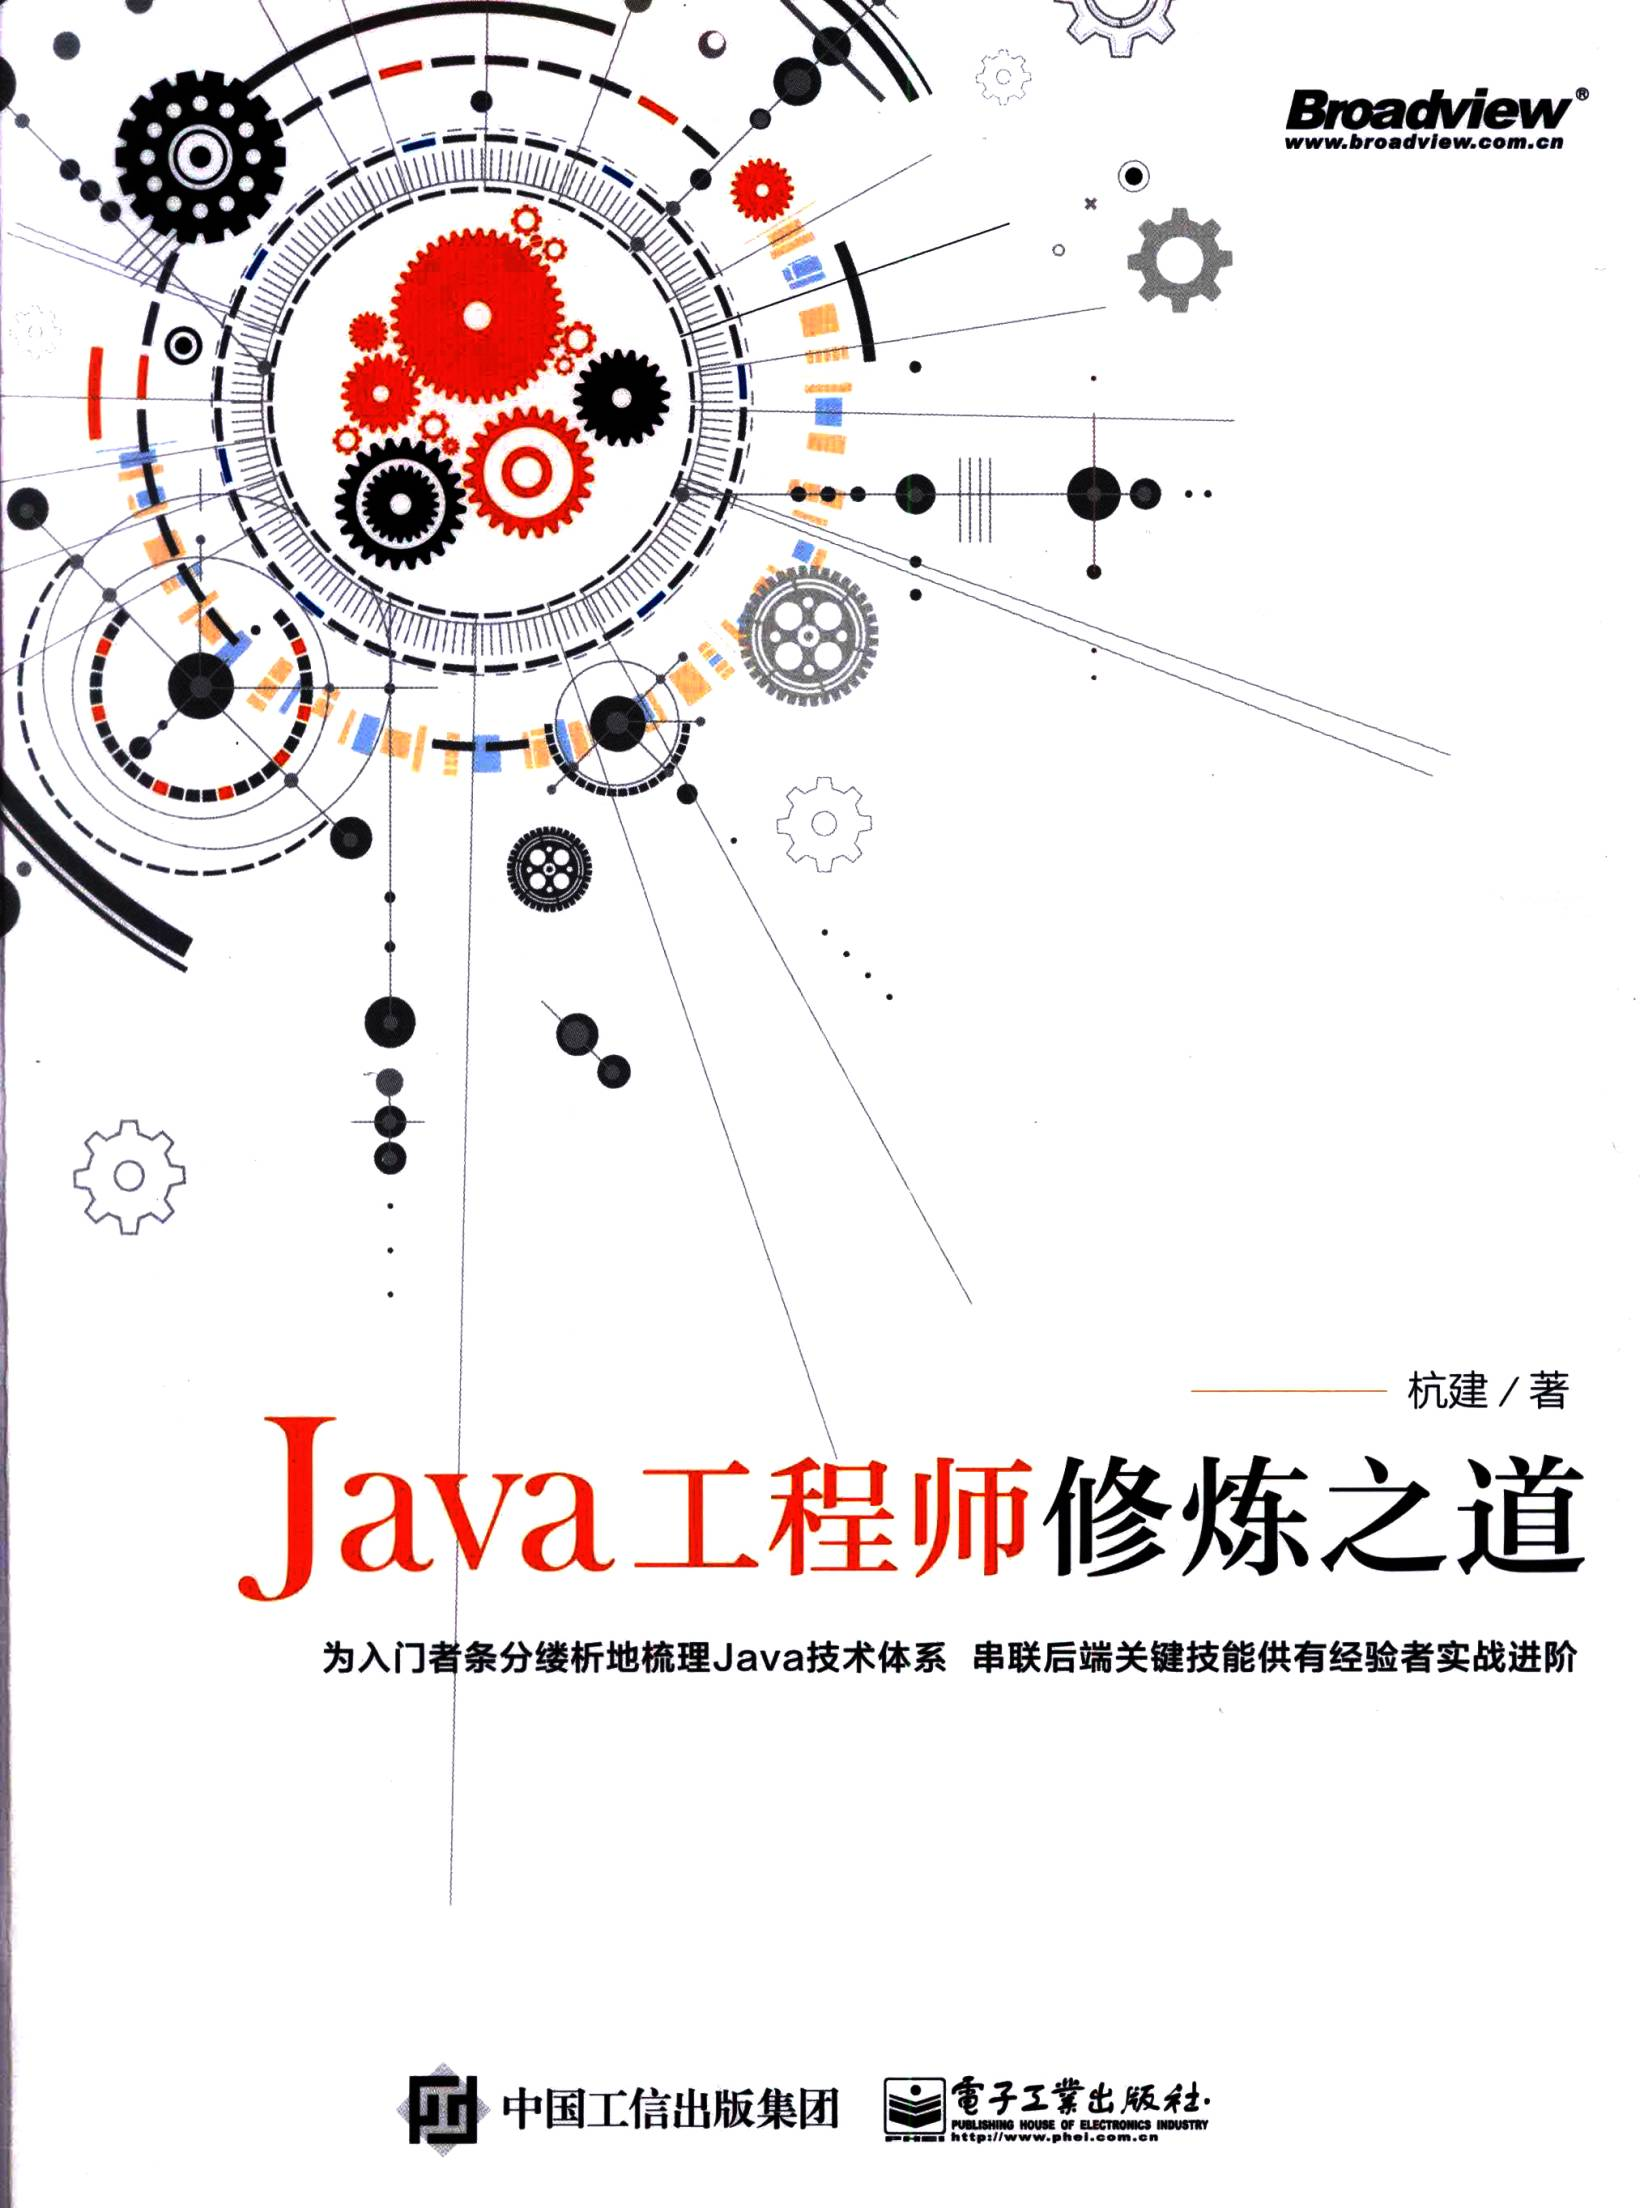 Broadview®
www.broadview.com.cn
杭建/著
Java工程师修炼之道
为入门者条分缕析地梳理Java技术体系 串联后端关键技能供有经验者实战进阶
中国工信出版集团
電子工業出版社·
PUBLISHING HOUSE OF ELECTRONICS INDUSTRY
PHEI
http://www.phei.com.cn